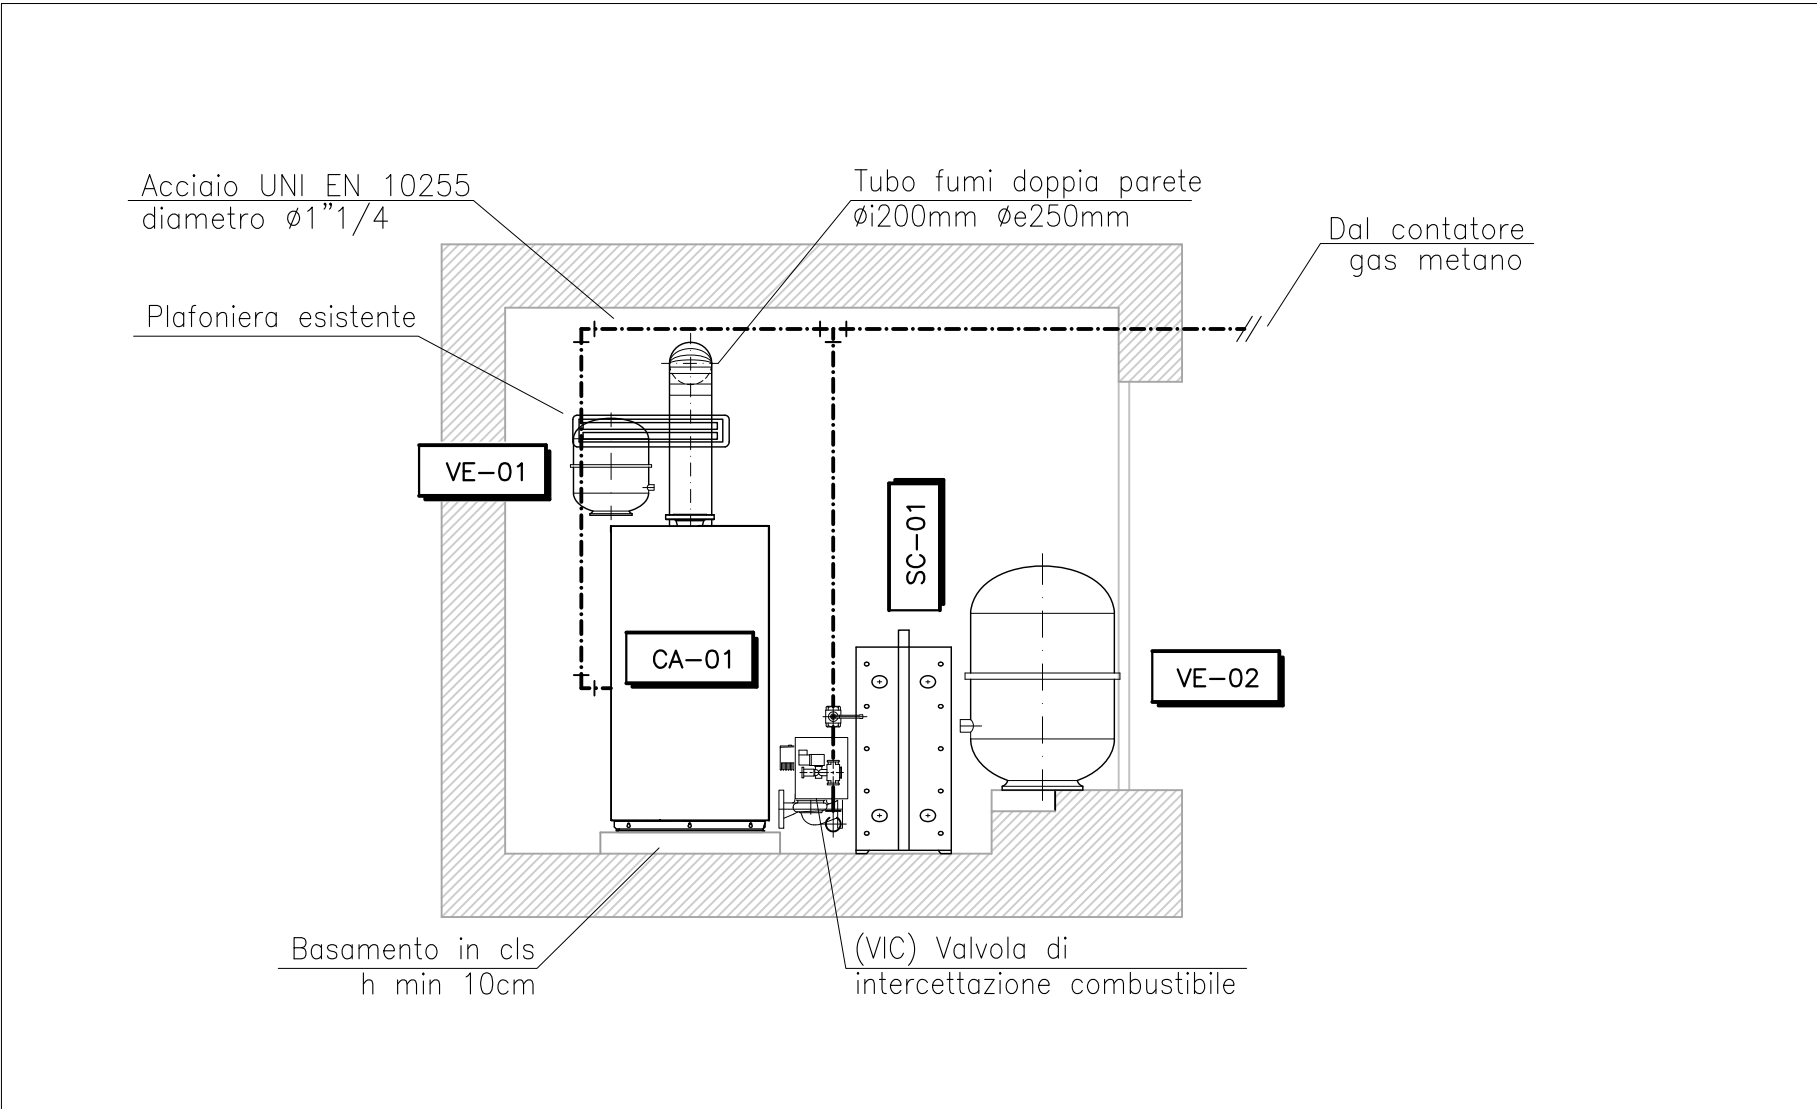 Acciaio UNI EN 10255
diametro ø1"1/4
Tubo fumi doppia parete
øi200mm øe250mm
Dal contatore
gas metano
Plafoniera esistente
VE-01
SC-01
CA-01
VE-02
Basamento in cls
h min 10cm
(VIC) Valvola di
intercettazione combustibile